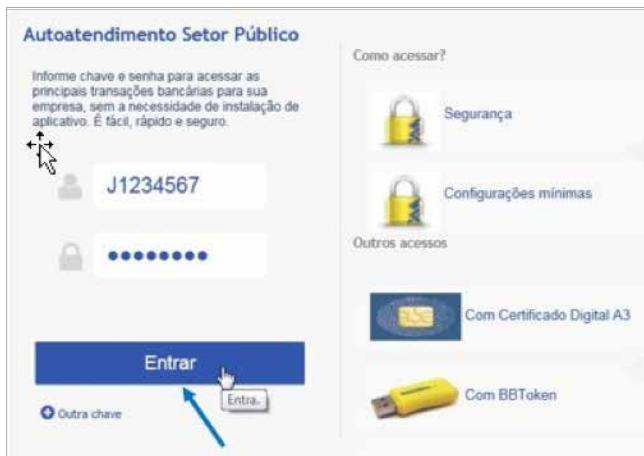 Autoatendimento Setor Público
Informe chave e senha para acessar as
principais transações bancárias para sua
empresa, sem a necessidade de instalação de
aplicativo. É fácil, rápido e seguro.
J1234567
••••••••
Entrar
Entra.
Outra chave
Como acessar?
Segurança
Configurações mínimas
Outros acessos
Com Certificado Digital A3
Com BBToken